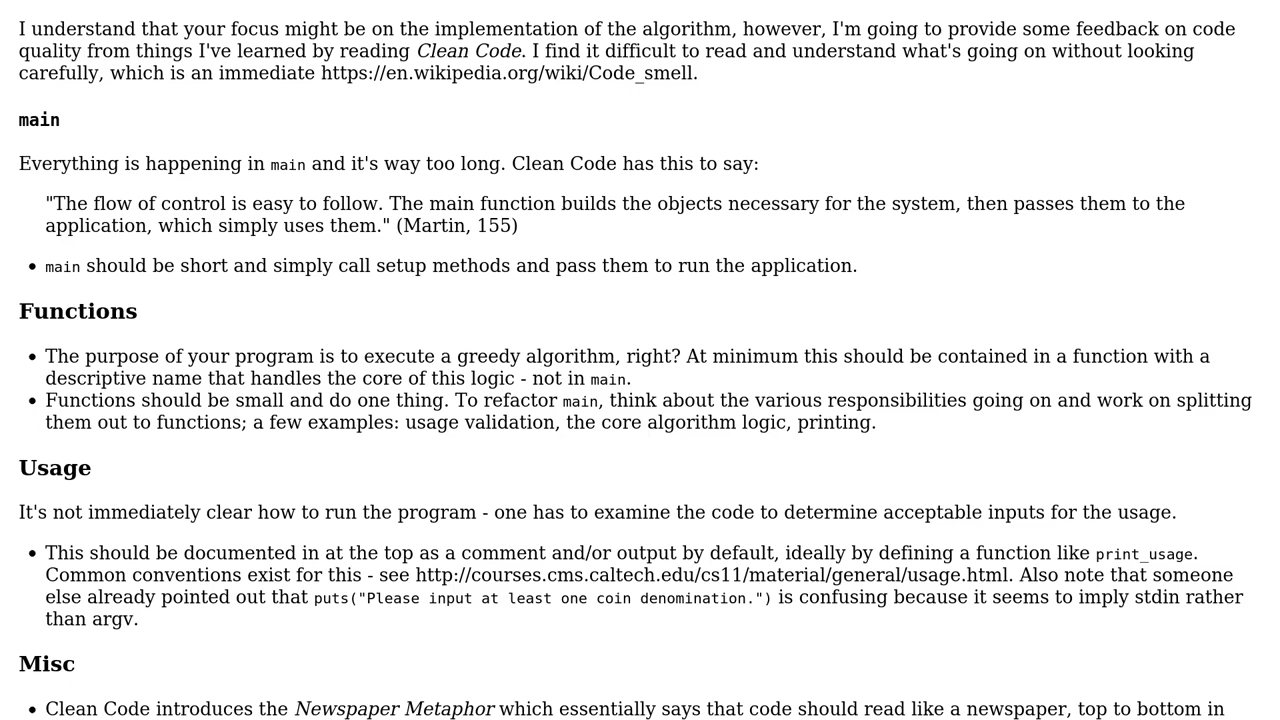 I understand that your focus might be on the implementation of the algorithm, however, I'm going to provide some feedback on code
quality from things I've learned by reading Clean Code. I find it difficult to read and understand what's going on without looking
carefully, which is an immediate https://en.wikipedia.org/wiki/Code_smell.
main
Everything is happening in main and it's way too long. Clean Code has this to say:
"The flow of control is easy to follow. The main function builds the objects necessary for the system, then passes them to the
application, which simply uses them." (Martin, 155)
• main should be short and simply call setup methods and pass them to run the application.
Functions
• The purpose of your program is to execute a greedy algorithm, right? At minimum this should be contained in a function with a
descriptive name that handles the core of this logic - not in main.
• Functions should be small and do one thing. To refactor main, think about the various responsibilities going on and work on splitting
them out to functions; a few examples: usage validation, the core algorithm logic, printing.
Usage
It's not immediately clear how to run the program - one has to examine the code to determine acceptable inputs for the usage.
• This should be documented in at the top as a comment and/or output by default, ideally by defining a function like print_usage.
Common conventions exist for this - see http://courses.cms.caltech.edu/cs11/material/general/usage.html. Also note that someone
else already pointed out that puts("Please input at least one coin denomination.") is confusing because it seems to imply stdin rather
than argv.
Misc
• Clean Code introduces the Newspaper Metaphor which essentially says that code should read like a newspaper, top to bottom in